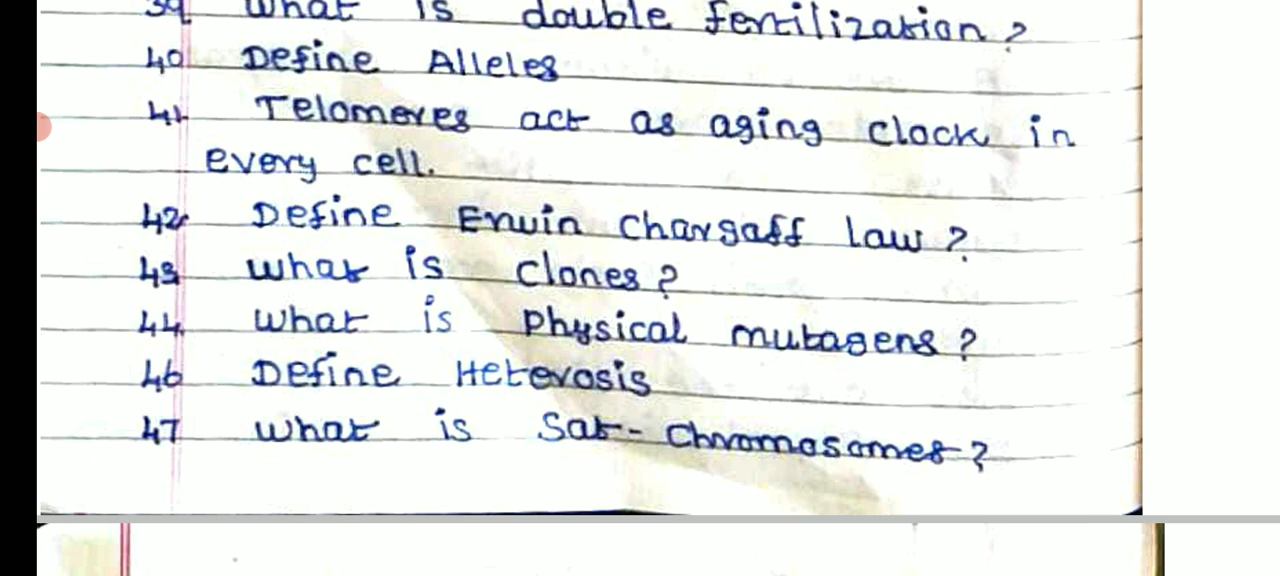 39 What is double fertilization?
40 Define Alleles
41. Telomeres act as aging clock in
every cell.
42. Define Erwin Chargaff law?
43. What is clones?
44. What is Physical mutagens?
46 Define Heterosis
47 What is Sat-Chromosomes?